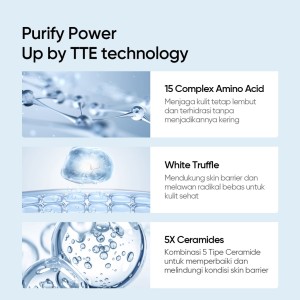 Purify Power
Up by TTE technology
15 Complex Amino Acid
Menjaga kulit tetap lembut
dan terhidrasi tanpa
menjadikannya kering
White Truffle
Mendukung skin barrier dan
melawan radikal bebas untuk
kulit sehat
5X Ceramides
Kombinasi 5 Tipe Ceramide
untuk memperbaiki dan
melindungi kondisi skin barrier